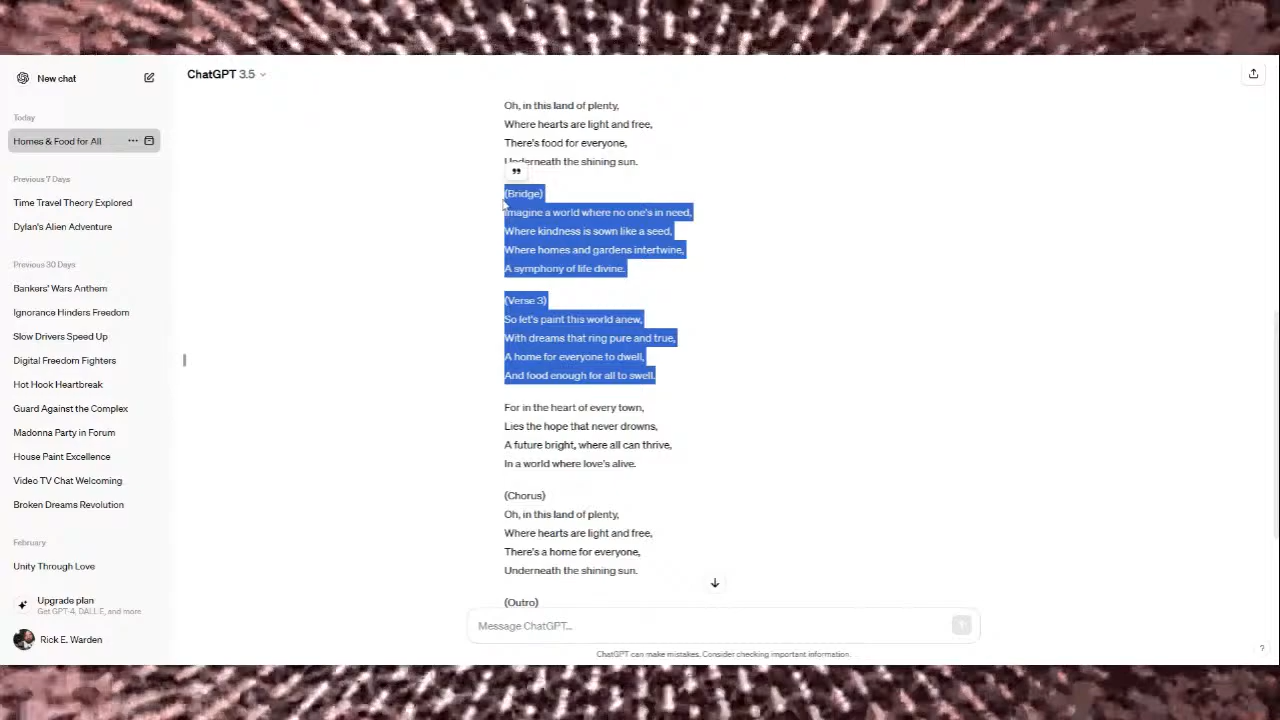 New chat
Today
Homes & Food for All
Previous 7 Days
Time Travel Theory Explored
Dylan's Alien Adventure
Previous 30 Days
Bankers' Wars Anthem
Ignorance Hinders Freedom
Slow Drivers Speed Up
Digital Freedom Fighters
Hot Hook Heartbreak
Guard Against the Complex
Madonna Party in Forum
House Paint Excellence
Video TV Chat Welcoming
Broken Dreams Revolution
February
Unity Through Love
Upgrade plan
Get GPT-4, DALL·E, and more
Rick E. Warden
ChatGPT 3.5
Oh, in this land of plenty,
Where hearts are light and free,
There's food for everyone,
Underneath the shining sun.
(Bridge)
Imagine a world where no one's in need,
Where kindness is sown like a seed,
Where homes and gardens intertwine,
A symphony of life divine.
(Verse 3)
So let's paint this world anew,
With dreams that ring pure and true,
A home for everyone to dwell,
And food enough for all to swell.
For in the heart of every town,
Lies the hope that never drowns,
A future bright, where all can thrive,
In a world where love's alive.
(Chorus)
Oh, in this land of plenty,
Where hearts are light and free,
There's a home for everyone,
Underneath the shining sun.
(Outro)
Message ChatGPT...
ChatGPT can make mistakes. Consider checking important information.
?